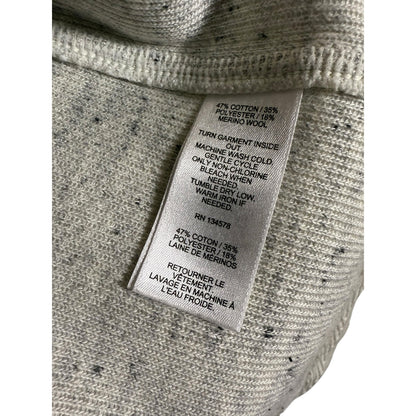 47% COTTON / 35%
POLYESTER / 18%
MERINO WOOL
TURN GARMENT INSIDE
OUT.
MACHINE WASH COLD.
GENTLE CYCLE.
ONLY NON-CHLORINE
BLEACH WHEN
NEEDED.
TUMBLE DRY LOW.
WARM IRON IF
NEEDED.
RN 134578
47% COTON / 35%
POLYESTER / 18%
LAINE DE MÉRINOS
RETOURNER LE
VÊTEMENT.
LAVAGE EN MACHINE À
L'EAU FROIDE.